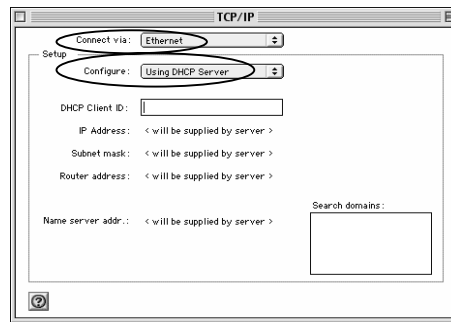 TCP/IP
Connect via: Ethernet
Setup
Configure: Using DHCP Server
DHCP Client ID:
IP Address: < will be supplied by server >
Subnet mask: < will be supplied by server >
Router address: < will be supplied by server >
Search domains:
Name server addr.: < will be supplied by server >
?